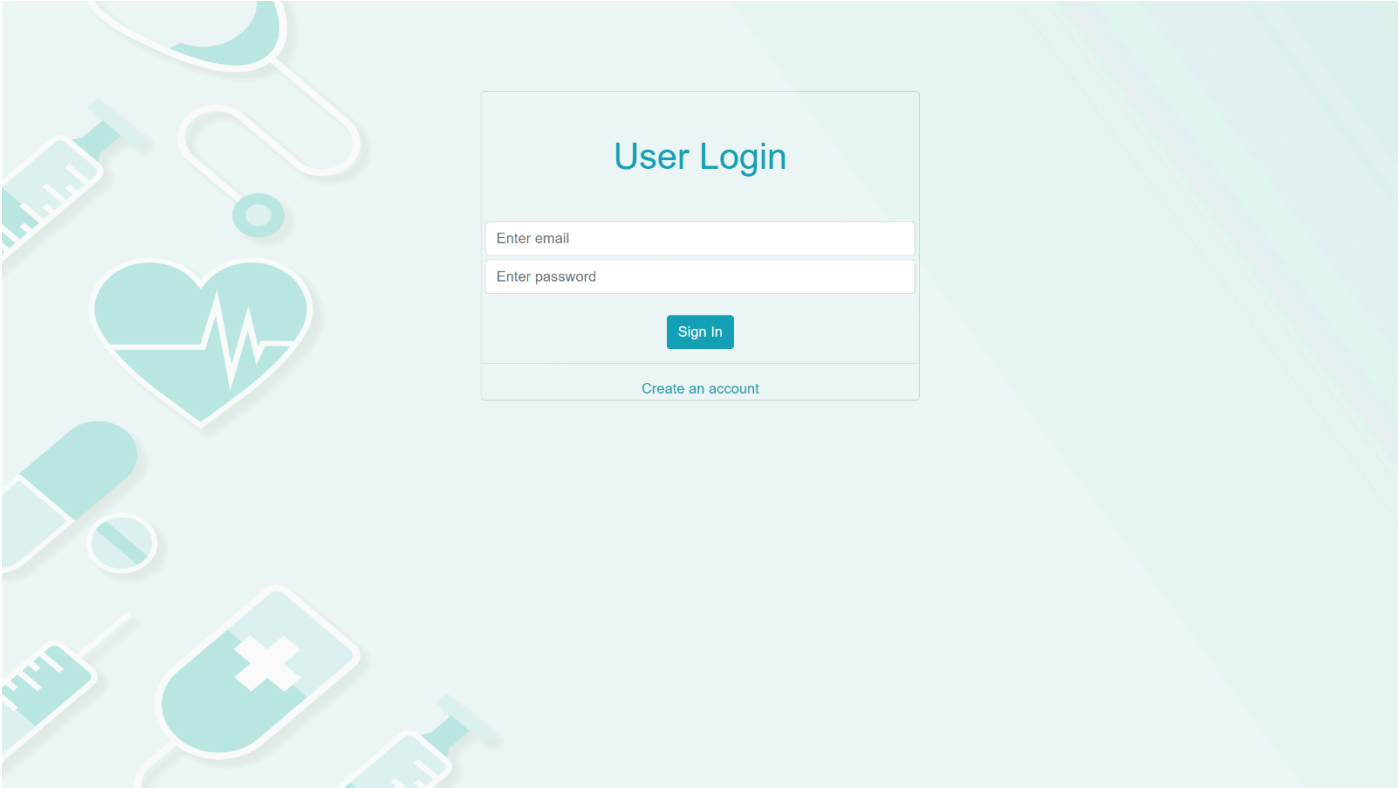 User Login
Enter email
Enter password
Sign In
Create an account